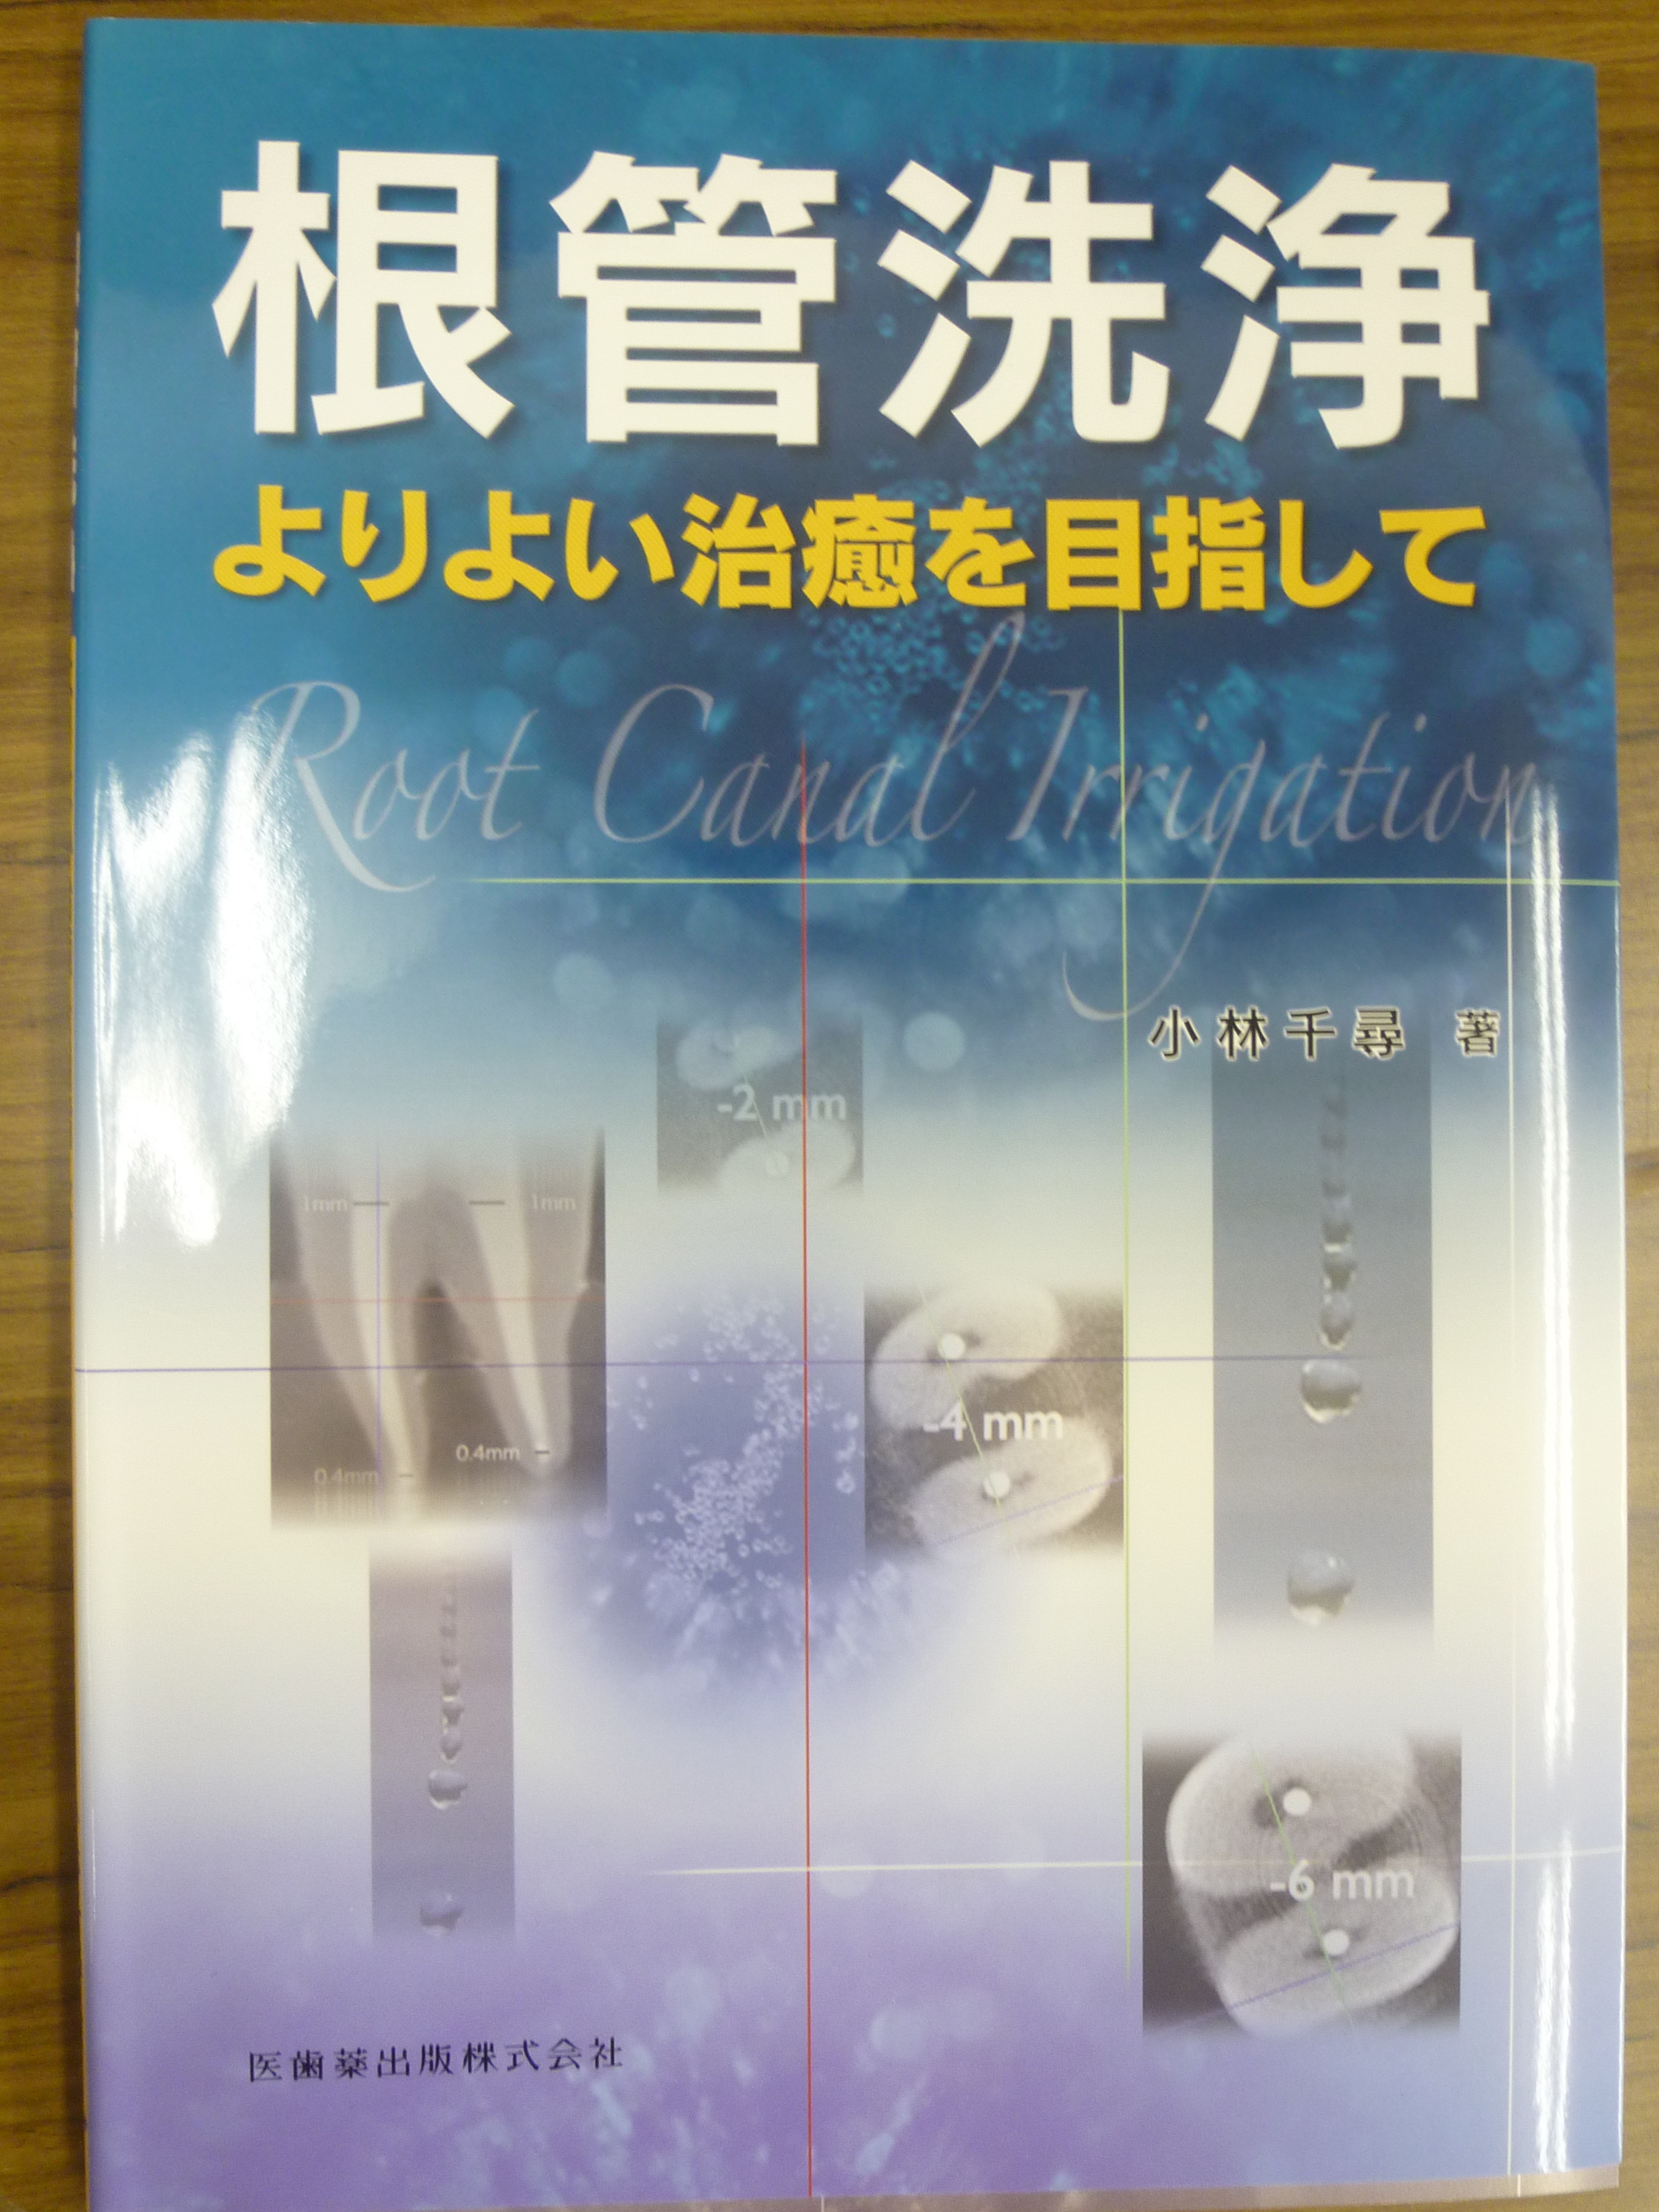 根管洗浄
よりよい治癒を目指して
Root Canal Irrigation
小林千尋 著
-2 mm
1mm 1mm
-4 mm
0.4mm
0.4mm
-6 mm
医歯薬出版株式会社